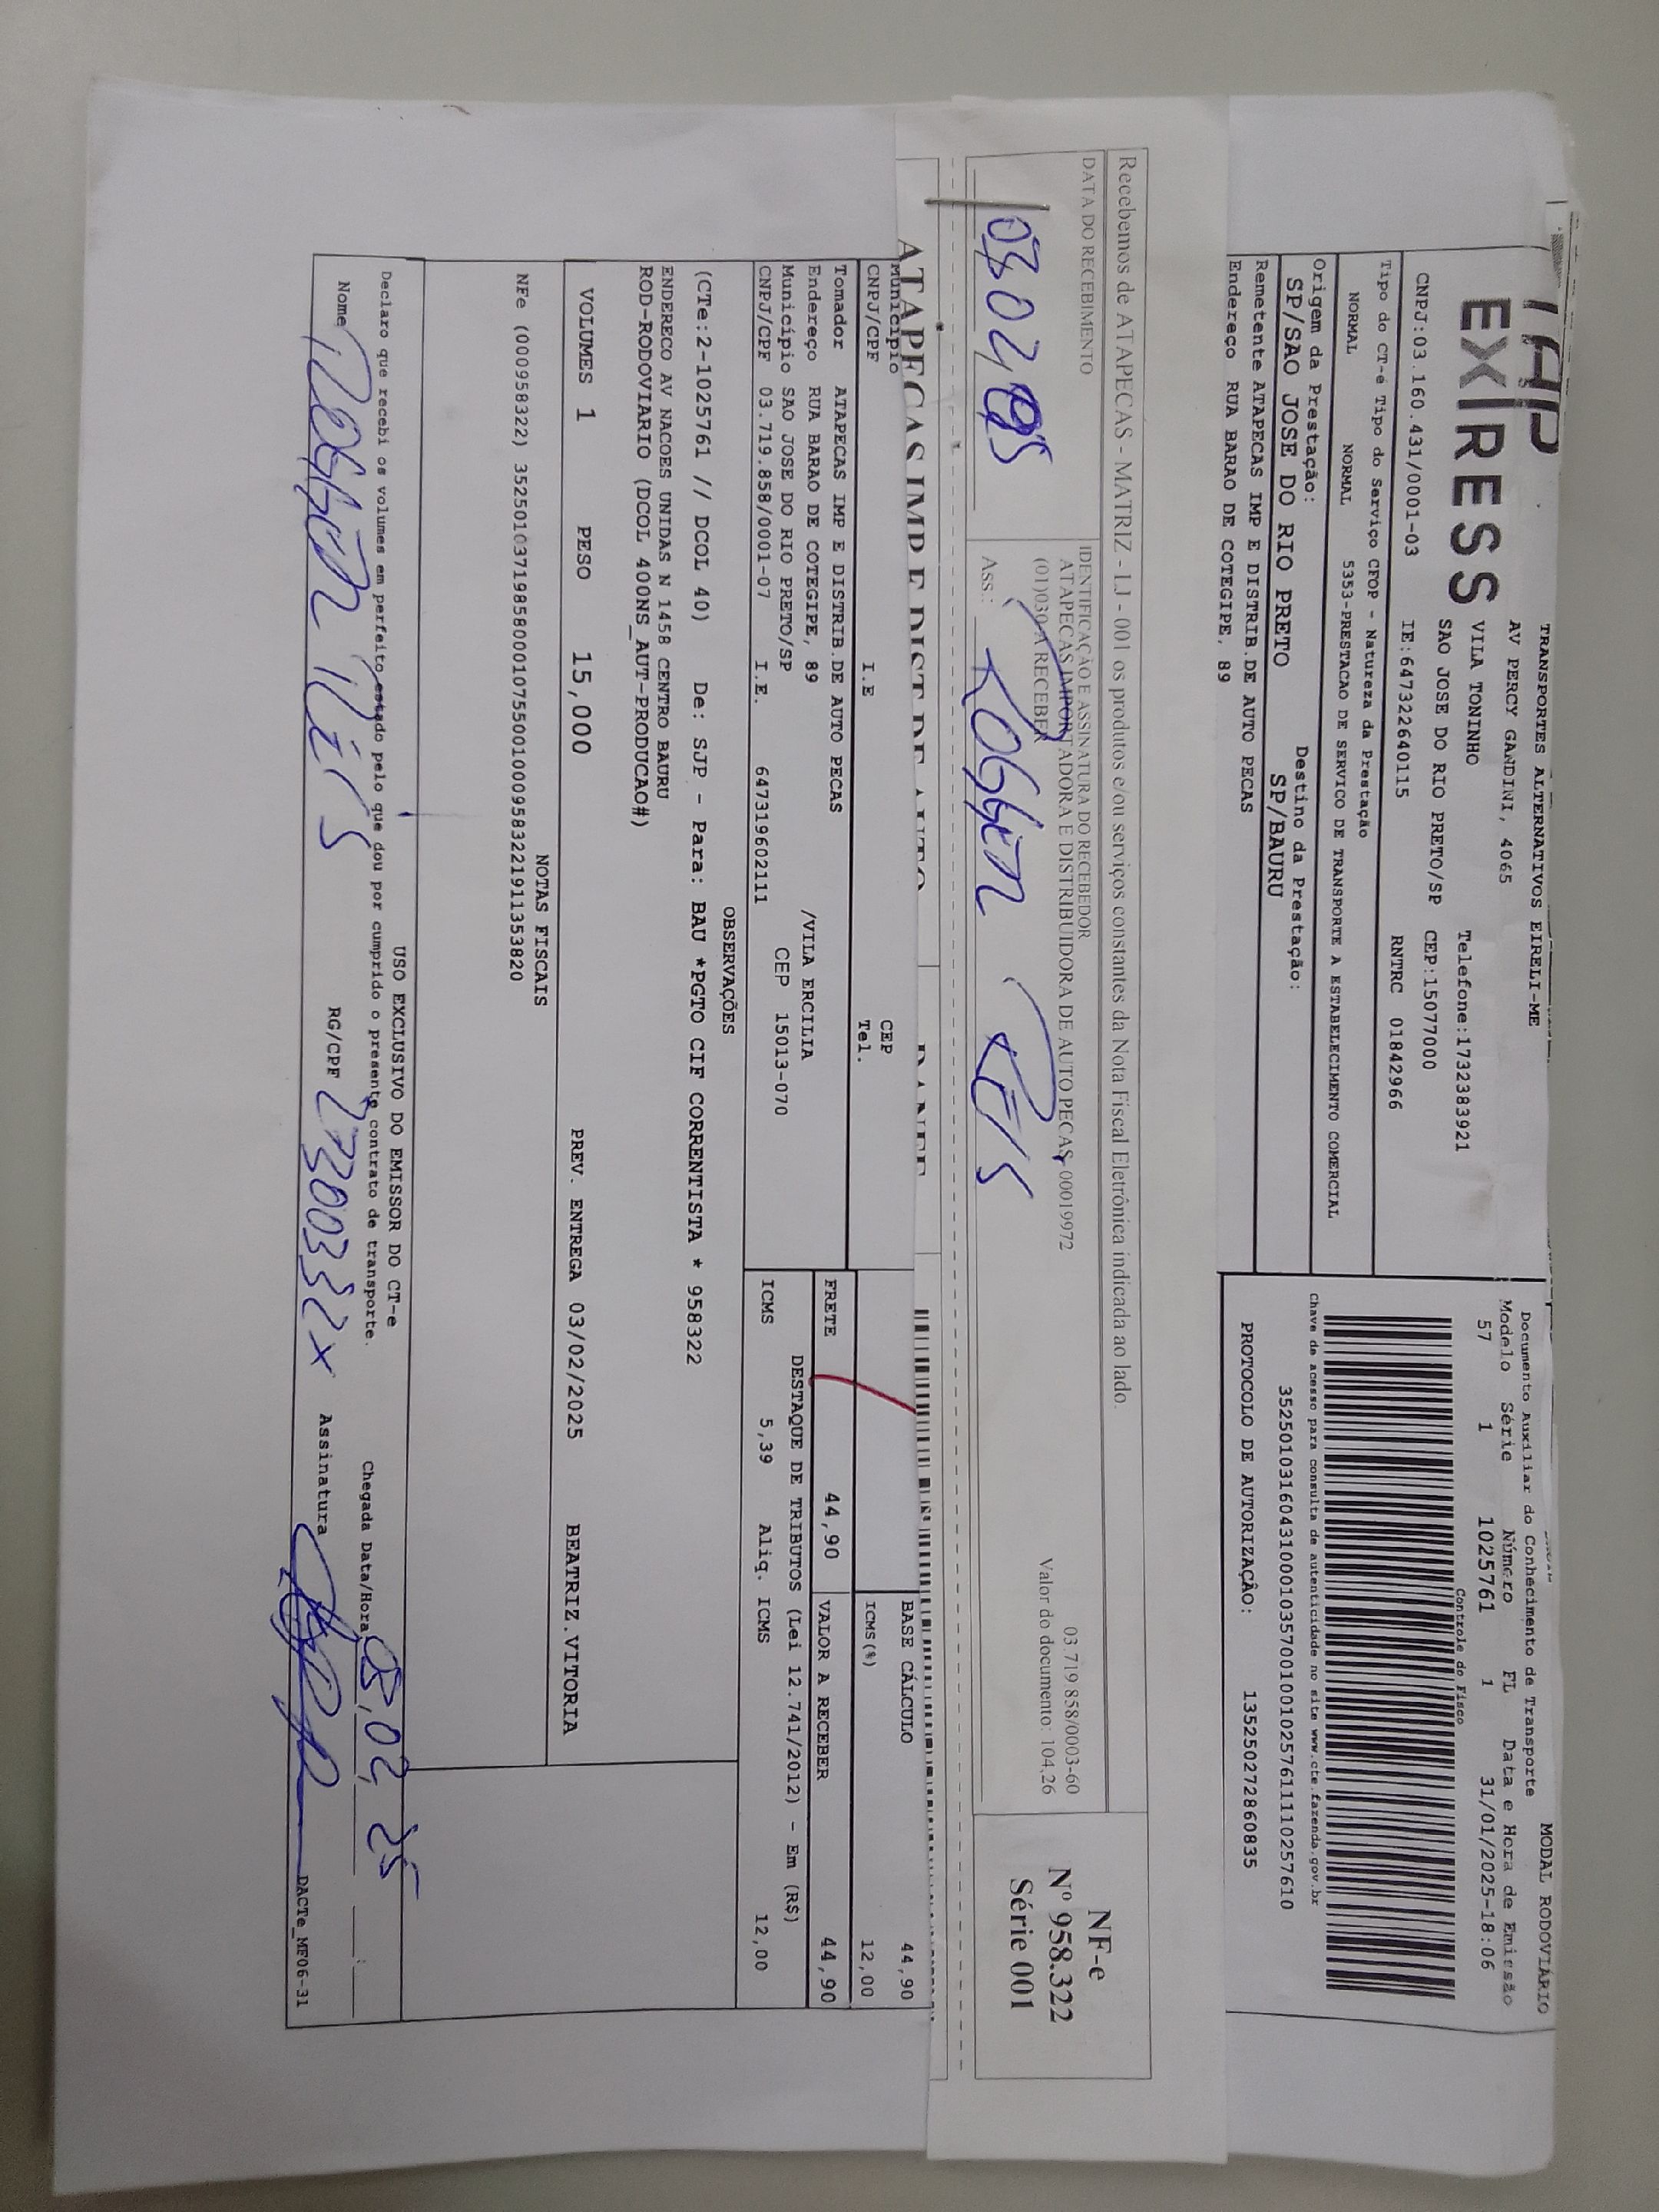 TAP
EXPRESS
TRANSPORTES ALTERNATIVOS EIRELI-ME
AV PERCY GANDINI, 4065
VILA TONINHO Telefone:1732383921
SAO JOSE DO RIO PRETO/SP CEP:15077000
CNPJ:03.160.431/0001-03 IE:647322640115 RNTRC 01842966
Tipo do CT-e Tipo do Serviço CFOP - Natureza da Prestação
NORMAL NORMAL 5353-PRESTACAO DE SERVICO DE TRANSPORTE A ESTABELECIMENTO COMERCIAL
Origem da Prestação: Destino da Prestação:
SP/SAO JOSE DO RIO PRETO SP/BAURU
Remetente ATAPECAS IMP E DISTRIB.DE AUTO PECAS
Endereço RUA BARAO DE COTEGIPE, 89
MODAL RODOVIÁRIO
Documento Auxiliar do Conhecimento de Transporte
Modelo Série Número FL Data e Hora de Emissão
57 1 1025761 1 31/01/2025-18:06
Controle do Fisco
Chave de acesso para consulta de autenticidade no site www.cte.fazenda.gov.br
35250103160431000103570010010257611110257610
PROTOCOLO DE AUTORIZAÇÃO: 135250272860835
Recebemos de ATAPECAS - MATRIZ - LJ - 001 os produtos e/ou serviços constantes da Nota Fiscal Eletrônica indicada ao lado.
DATA DO RECEBIMENTO
IDENTIFICAÇÃO E ASSINATURA DO RECEBEDOR
ATAPECAS IMPORTADORA E DISTRIBUIDORA DE AUTO PECAS, 00019972 03.719.858/0003-60
(01)030-A RECEBER Valor do documento: 104.26
Ass.: Robson Reis
NF-e
Nº 958.322
Série 001
ATAPECAS IMP E DIST DE AUTO DANFE
Município CEP
CNPJ/CPF I.E Tel.
BASE CÁLCULO 44,90
ICMS(%) 12,00
Tomador ATAPECAS IMP E DISTRIB.DE AUTO PECAS
Endereço RUA BARAO DE COTEGIPE, 89 /VILA ERCILIA
Município SAO JOSE DO RIO PRETO/SP CEP 15013-070
CNPJ/CPF 03.719.858/0001-07 I.E. 647319602111
FRETE 44,90 VALOR A RECEBER 44,90
DESTAQUE DE TRIBUTOS (Lei 12.741/2012) - Em (R$)
ICMS 5,39 Aliq. ICMS 12,00
OBSERVAÇÕES
(CTe:2-1025761 // DCOL 40) De: SJP - Para: BAU *PGTO CIF CORRENTISTA * 958322
ENDERECO AV NACOES UNIDAS N 1458 CENTRO BAURU
ROD-RODOVIARIO (DCOL 400NS_AUT-PRODUCAO#)
VOLUMES 1 PESO 15,000 PREV. ENTREGA 03/02/2025 BEATRIZ.VITORIA
NOTAS FISCAIS
NFe (000958322) 35250103719858000107550010009583221911353820
USO EXCLUSIVO DO EMISSOR DO CT-e
Declaro que recebi os volumes em perfeito estado pelo que dou por cumprido o presente contrato de transporte.
Chegada Data/Hora 03,02,25
Nome Robson Reis RG/CPF 27300332X Assinatura
DACTe_MF06-31